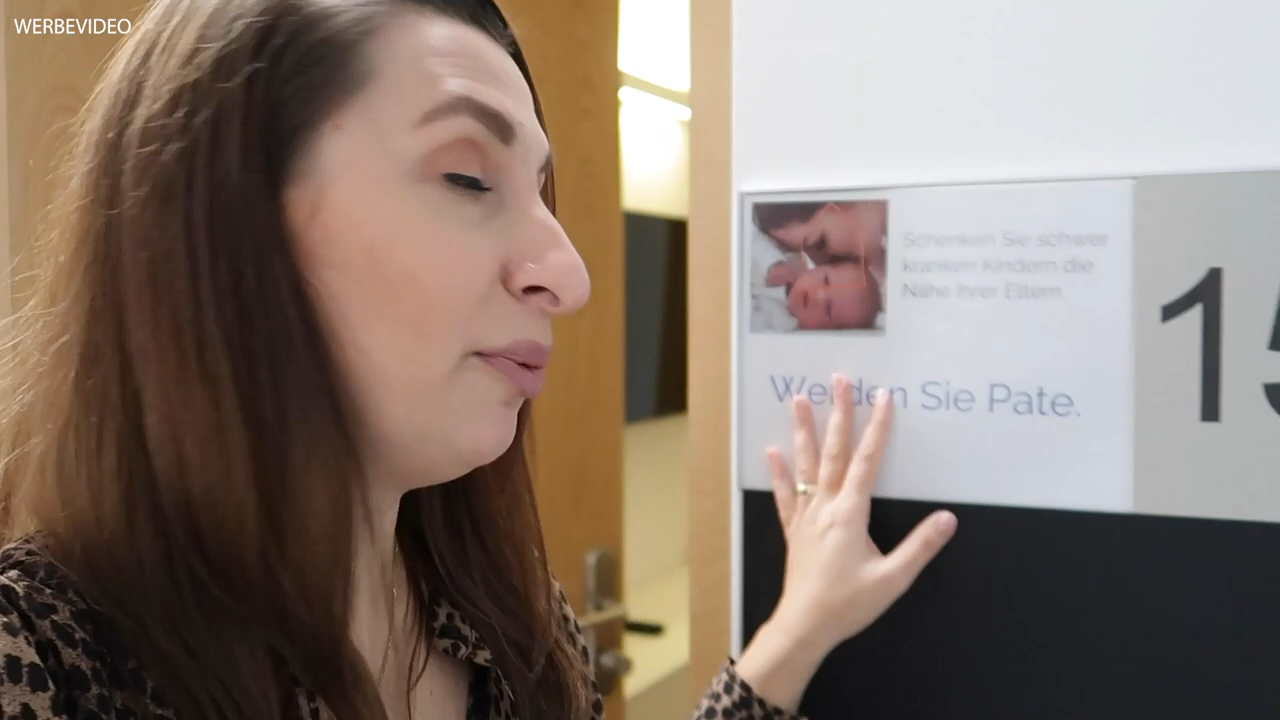 WERBEVIDEO
Schenken Sie schwer
kranken Kindern die
Nähe Ihrer Eltern.
Werden Sie Pate.
15